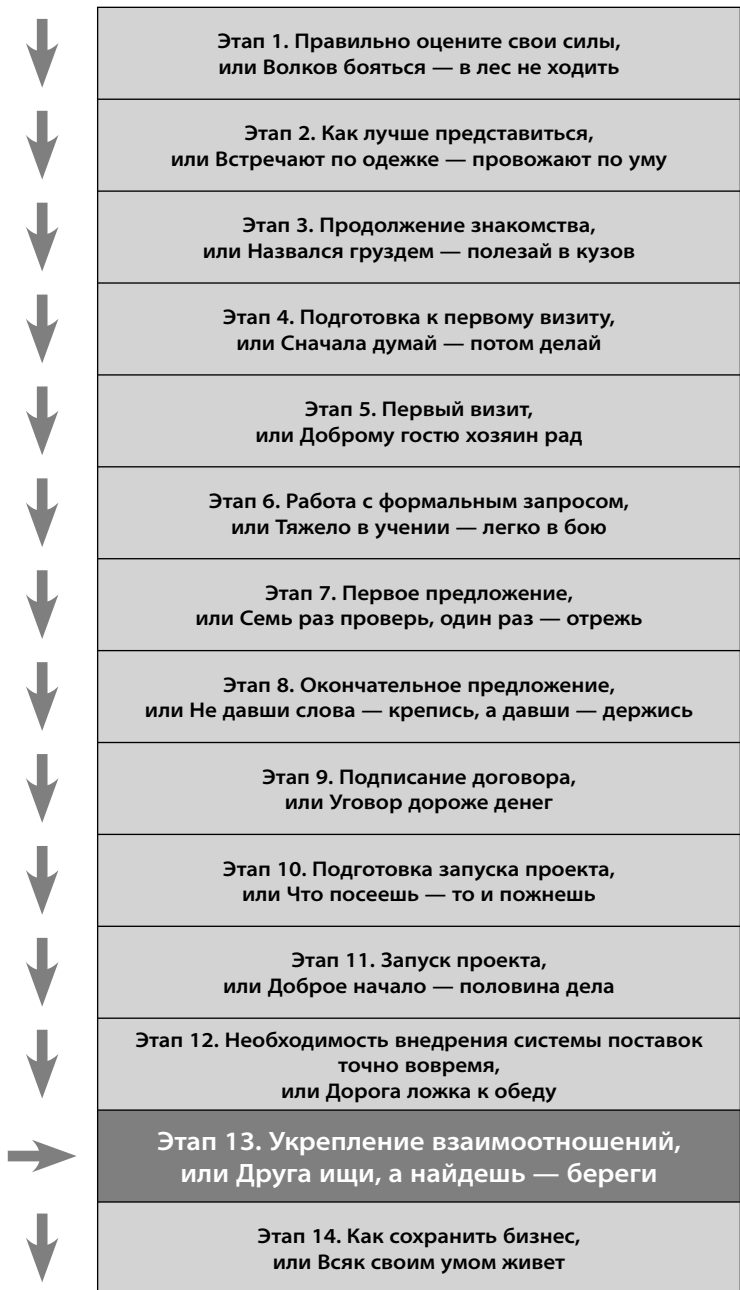 Этап 1. Правильно оцените свои силы,
или Волков бояться — в лес не ходить
Этап 2. Как лучше представиться,
или Встречают по одежке — провожают по уму
Этап 3. Продолжение знакомства,
или Назвался груздем — полезай в кузов
Этап 4. Подготовка к первому визиту,
или Сначала думай — потом делай
Этап 5. Первый визит,
или Доброму гостю хозяин рад
Этап 6. Работа с формальным запросом,
или Тяжело в учении — легко в бою
Этап 7. Первое предложение,
или Семь раз проверь, один раз — отрежь
Этап 8. Окончательное предложение,
или Не давши слова — крепись, а давши — держись
Этап 9. Подписание договора,
или Уговор дороже денег
Этап 10. Подготовка запуска проекта,
или Что посеешь — то и пожнешь
Этап 11. Запуск проекта,
или Доброе начало — половина дела
Этап 12. Необходимость внедрения системы поставок
точно вовремя,
или Дорога ложка к обеду
Этап 13. Укрепление взаимоотношений,
или Друга ищи, а найдешь — береги
Этап 14. Как сохранить бизнес,
или Всяк своим умом живет